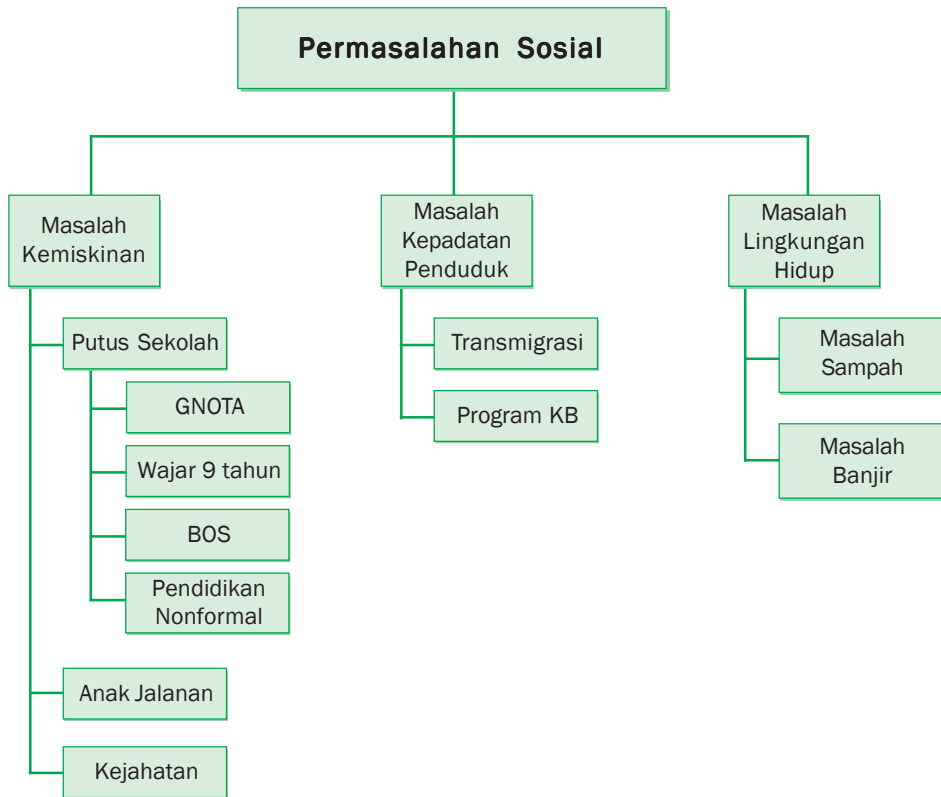 Permasalahan Sosial
Masalah
Kemiskinan
Putus Sekolah
GNOTA
Wajar 9 tahun
BOS
Pendidikan
Nonformal
Anak Jalanan
Kejahatan
Masalah
Kepadatan
Penduduk
Transmigrasi
Program KB
Masalah
Lingkungan
Hidup
Masalah
Sampah
Masalah
Banjir